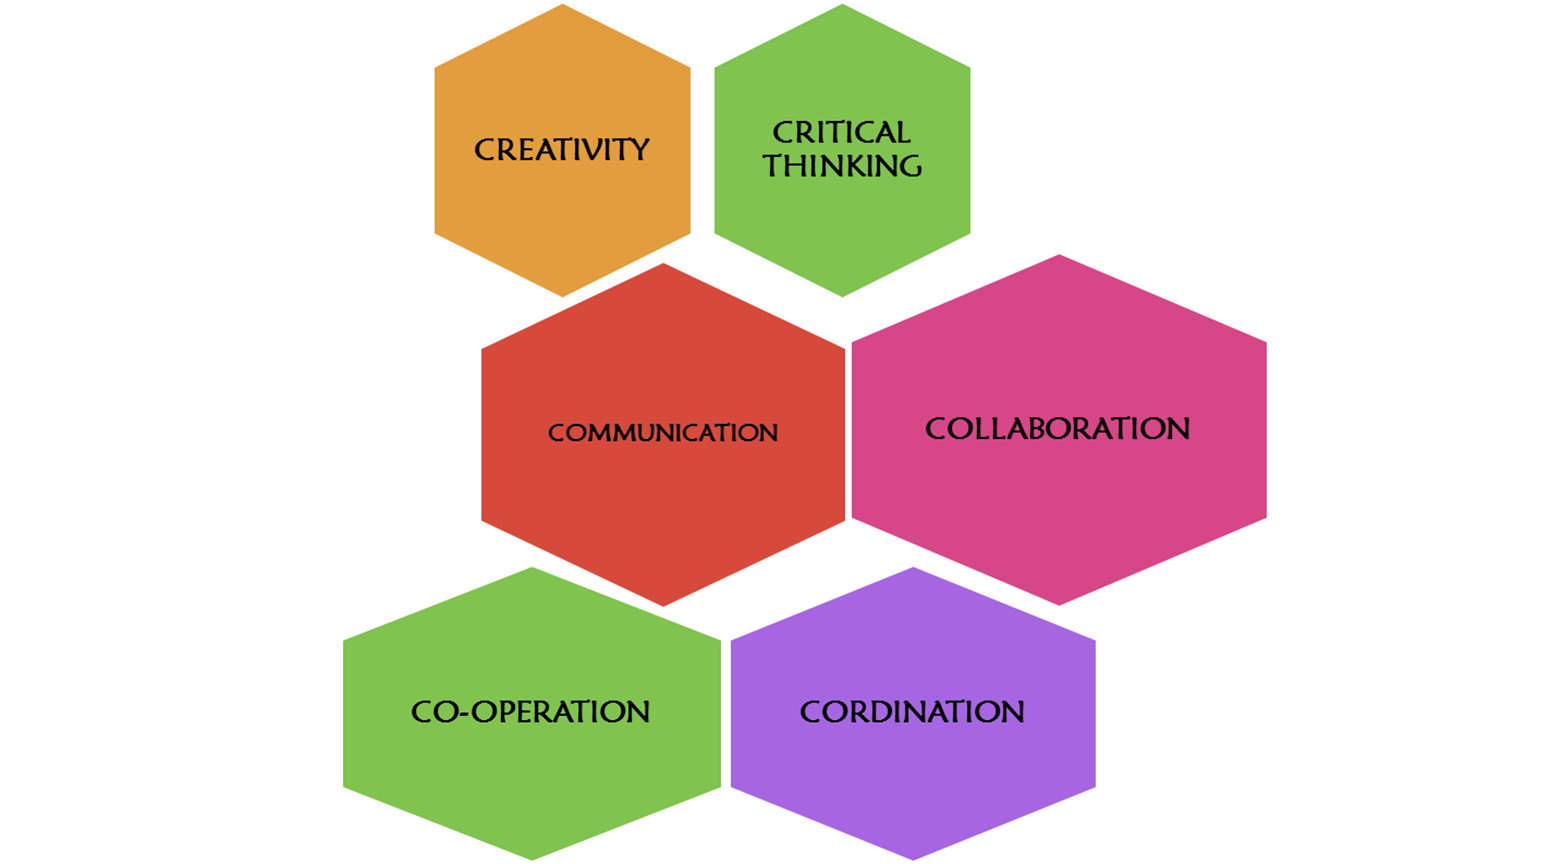 CREATIVITY
CRITICAL
THINKING
COMMUNICATION
COLLABORATION
CO-OPERATION
CORDINATION